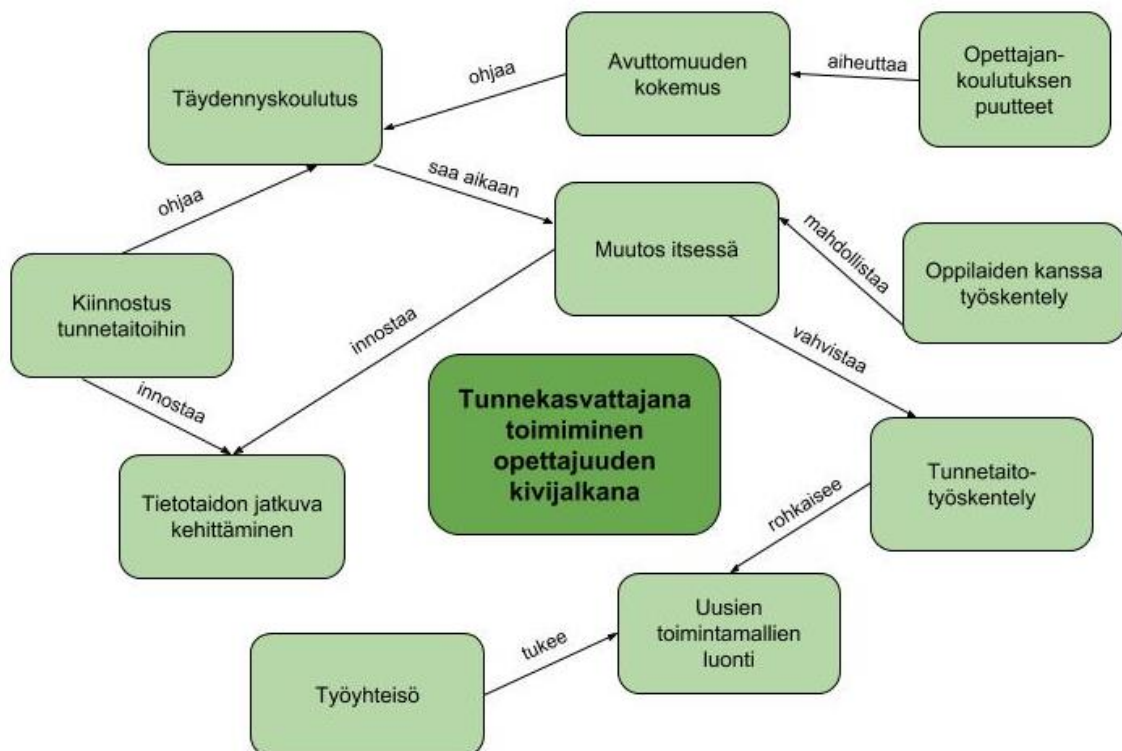 Täydennyskoulutus
ohjaa
Avuttomuuden
kokemus
aiheuttaa
Opettajan-
koulutuksen
puutteet
ohjaa
saa aikaan
Muutos itsessä
mahdollistaa
Oppilaiden kanssa
työskentely
Kiinnostus
tunnetaitoihin
innostaa
innostaa
vahvistaa
Tunnekasvattajana
toimiminen
opettajuuden
kivijalkana
Tietotaidon jatkuva
kehittäminen
Tunnetaito-
työskentely
rohkaisee
Uusien
toimintamallien
luonti
tukee
Työyhteisö